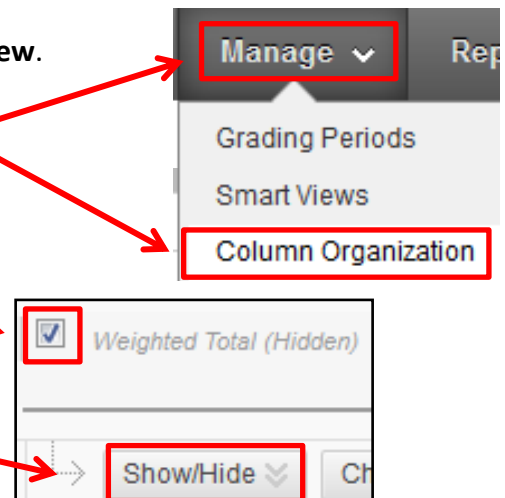 ew.
Manage Rep
Grading Periods
Smart Views
Column Organization
Weighted Total (Hidden)
Show/Hide Ch